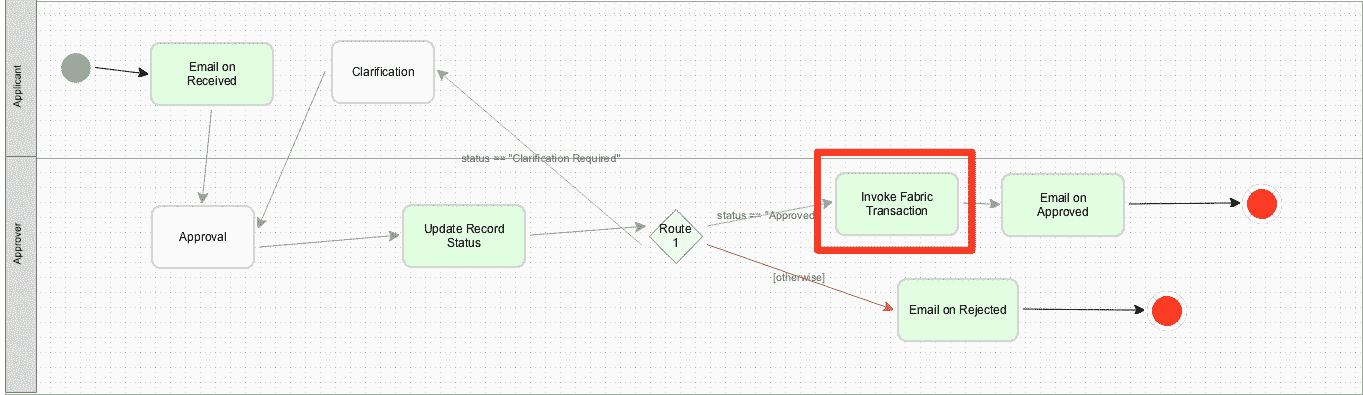 Applicant
Email on
Received
Clarification
status == "Clarification Required"
Approver
Approval
Update Record
Status
Route
1
status == "Approved
Invoke Fabric
Transaction
Email on
Approved
[otherwise]
Email on Rejected